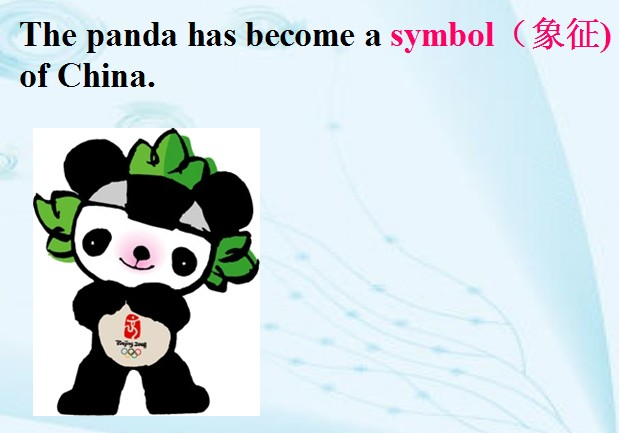 The panda has become a symbol（象征)
of China.
Beijing 2008